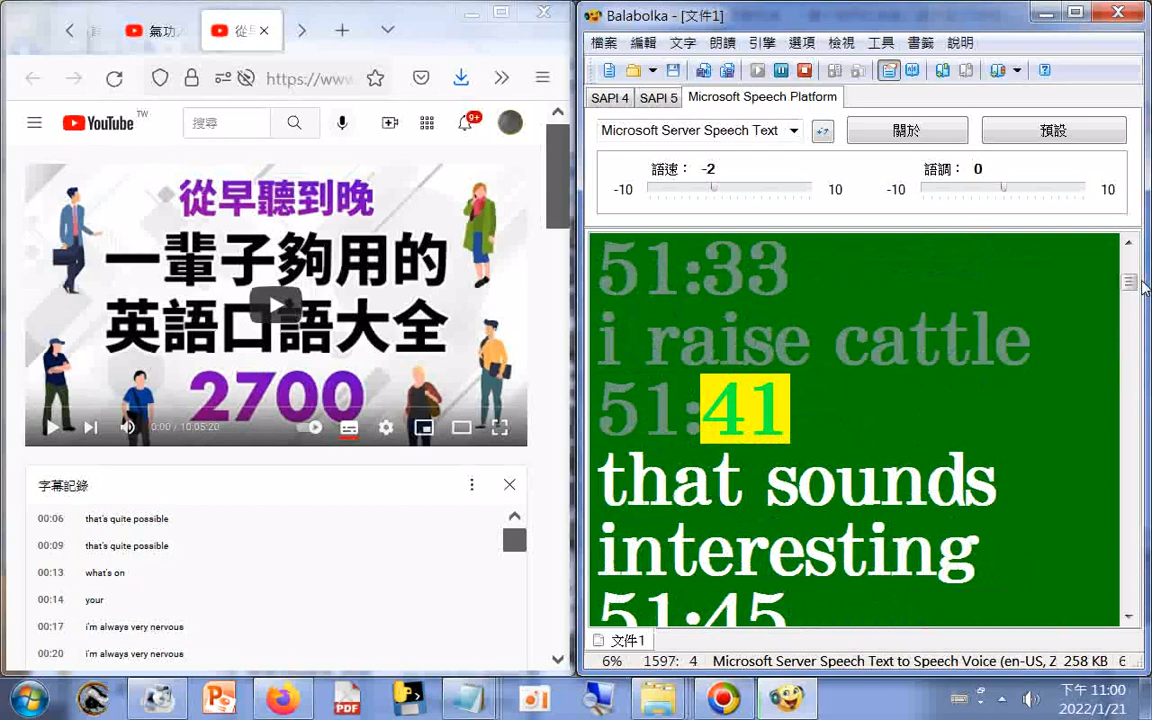 氣功
從 ×
https://www
YouTube TW
搜尋
9+
從早聽到晚
一輩子夠用的
英語口語大全
2700
0:00 / 10:05:20
字幕記錄
00:06 that's quite possible
00:09 that's quite possible
00:13 what's on
00:14 your
00:17 i'm always very nervous
00:20 i'm always very nervous
Balabolka - [文件1]
檔案 編輯 文字 朗讀 引擎 選項 檢視 工具 書籤 說明
SAPI 4 SAPI 5 Microsoft Speech Platform
Microsoft Server Speech Text 關於 預設
語速： -2 語調： 0
-10 10 -10 10
51:33
i raise cattle
51:41
that sounds
interesting
51:45
文件1
6% 1597: 4 Microsoft Server Speech Text to Speech Voice (en-US, Z 258 KB 6
PDF
下午 11:00
2022/1/21